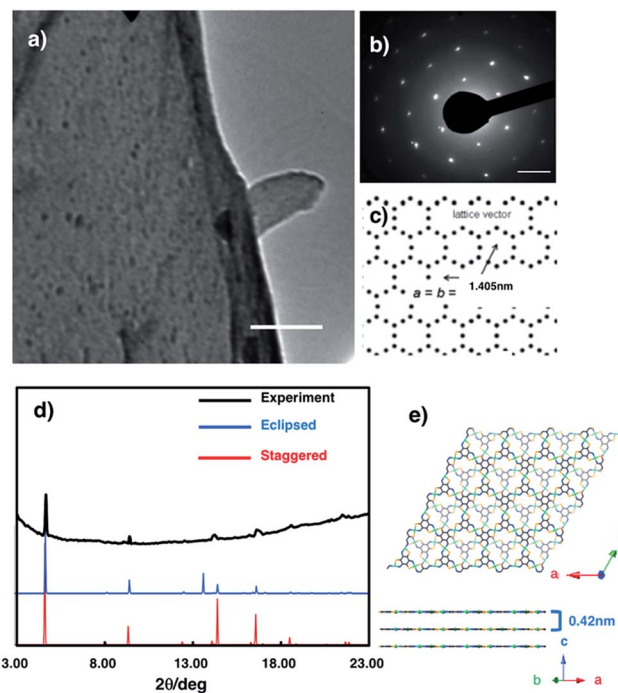 a)
b)
c)
lattice vector
a = b =
1.405nm
d)
Experiment
Eclipsed
Staggered
3.00 8.00 13.00 18.00 23.00
2θ/deg
e)
a
0.42nm
c
b a